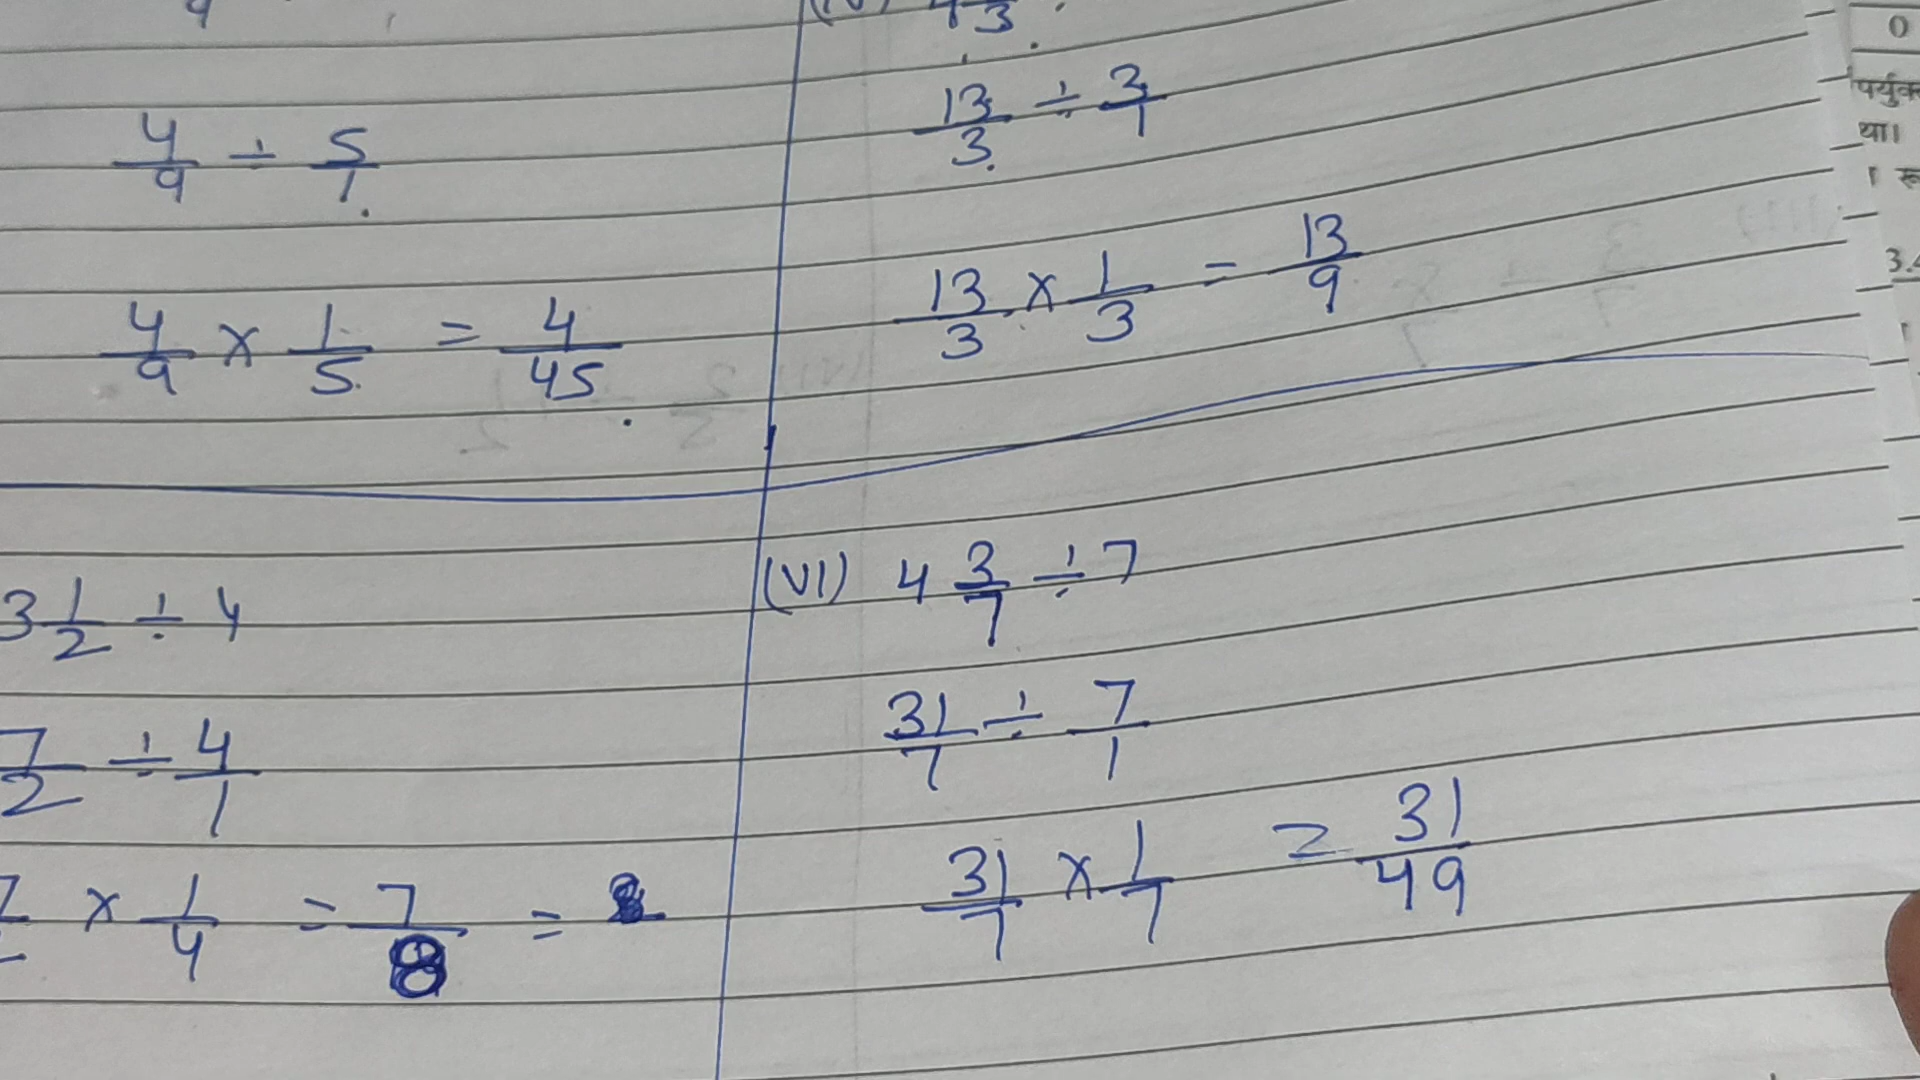 4/9 ÷ 5/1
4/9 × 1/5 = 4/45
13/3 ÷ 3/1
13/3 × 1/3 = 13/9
3 1/2 ÷ 4
7/2 ÷ 4/1
× 1/4 = 7/8 =
(VI) 4 3/7 ÷ 7
31/7 ÷ 7/1
31/7 × 1/7 = 31/49
0
था।